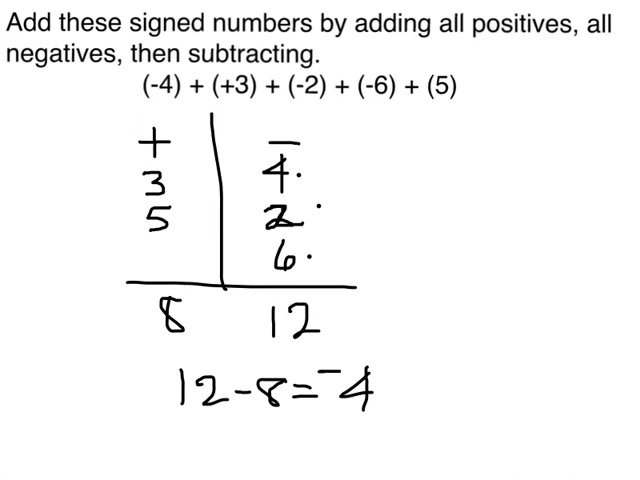 Add these signed numbers by adding all positives, all
negatives, then subtracting.
(-4) + (+3) + (-2) + (-6) + (5)
+ −
3 4.
5 2.
6.
8 12
12-8=-4